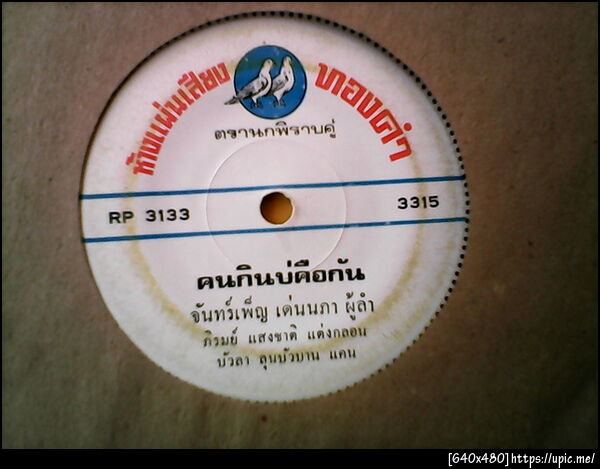 ห้างแผ่นเสียง ทองคำ
ตรานกพิราบคู่
RP 3133
3315
คนกินบ่คือกัน
จันทร์เพ็ญ เด่นนภา ผู้ลำ
ภิรมย์ แสงชาติ แต่งกลอน
บัวลา ลุนบัวบาน แคน
[640x480]https://upic.me/